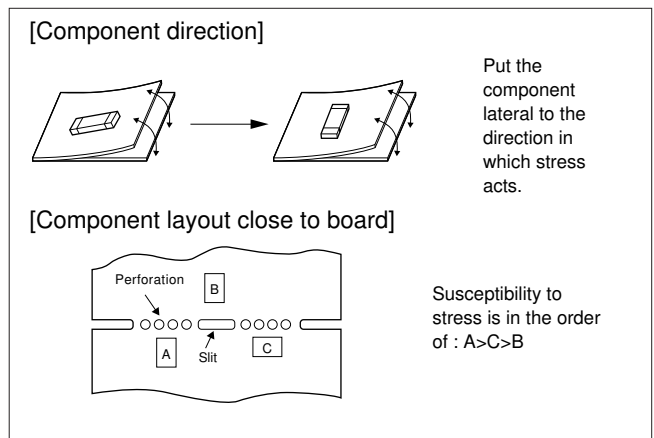 [Component direction]
Put the
component
lateral to the
direction in
which stress
acts.
[Component layout close to board]
Perforation
B
A
Slit
C
Susceptibility to
stress is in the order
of : A>C>B